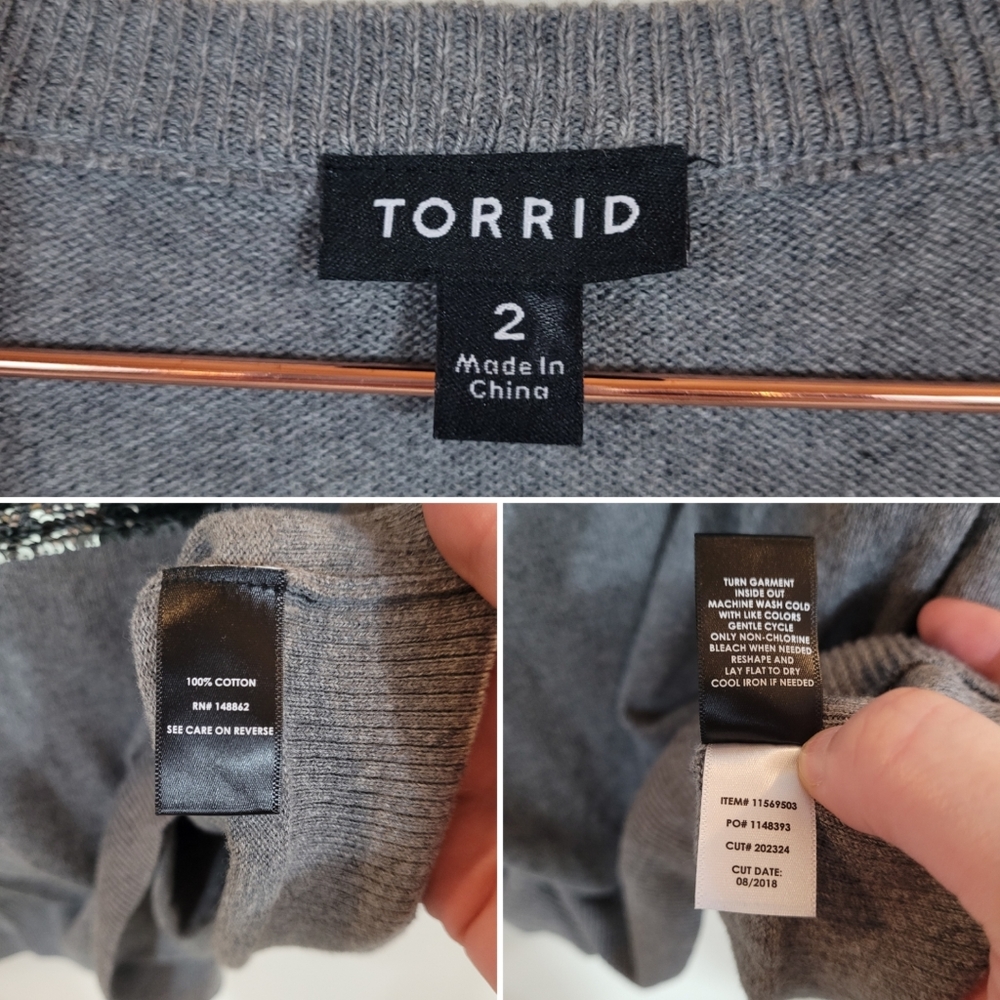 TORRID
2
Made In
China
100% COTTON
RN# 148862
SEE CARE ON REVERSE
TURN GARMENT
INSIDE OUT
MACHINE WASH COLD
WITH LIKE COLORS
GENTLE CYCLE
ONLY NON-CHLORINE
BLEACH WHEN NEEDED
RESHAPE AND
LAY FLAT TO DRY
COOL IRON IF NEEDED
ITEM# 11569503
PO# 1148393
CUT# 202324
CUT DATE:
08/2018